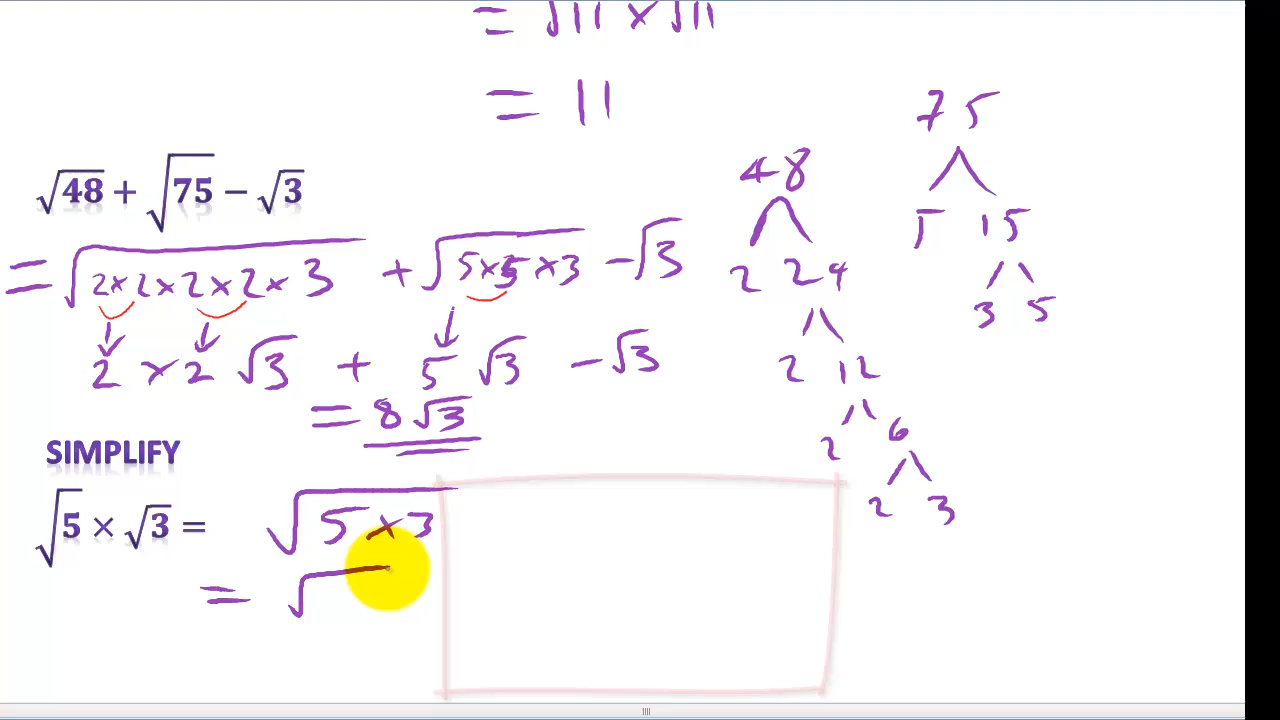 = √11 × √11
= 11
√48 + √75 − √3
= √2×2×2×2×3 + √5×5×3 − √3
2 × 2 √3 + 5 √3 − √3
= 8√3
75
5 15
3 5
48
2 24
2 12
2 6
2 3
SIMPLIFY
√5 × √3 = √5×3
= √